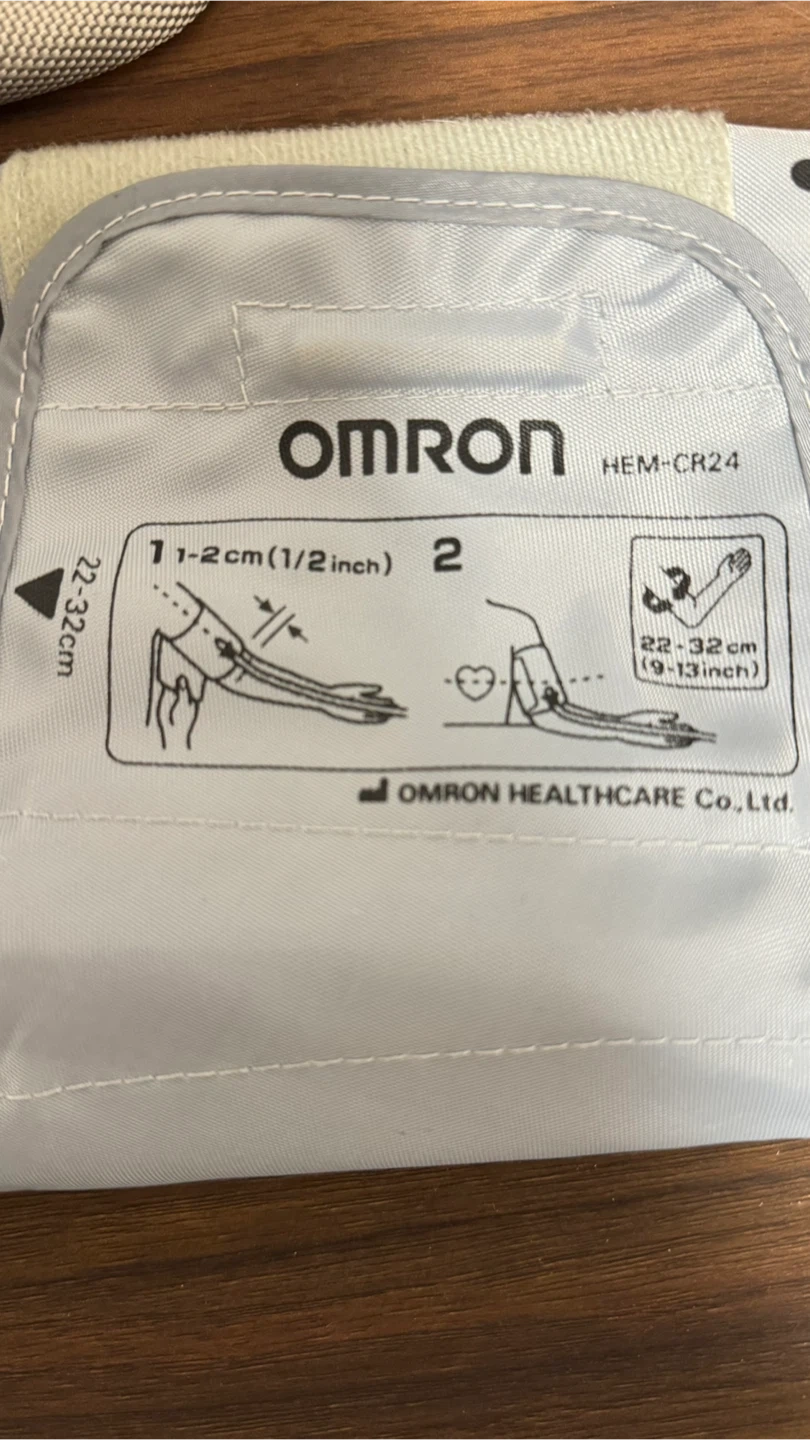 OMRON HEM-CR24
22-32cm
1 1-2cm(1/2inch) 2
22-32cm
(9-13inch)
OMRON HEALTHCARE Co.,Ltd.